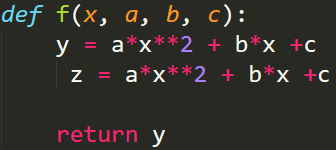 def f(x, a, b, c):
    y = a*x**2 + b*x +c
     z = a*x**2 + b*x +c

    return y